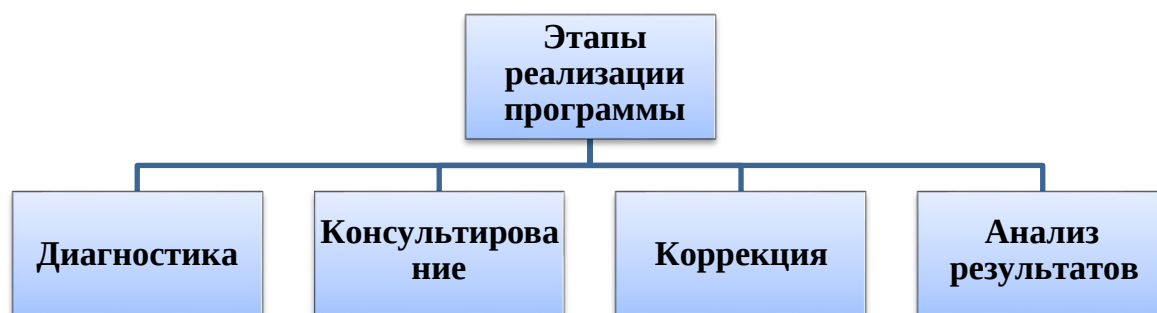 Этапы
реализации
программы
Диагностика
Консультирова
ние
Коррекция
Анализ
результатов